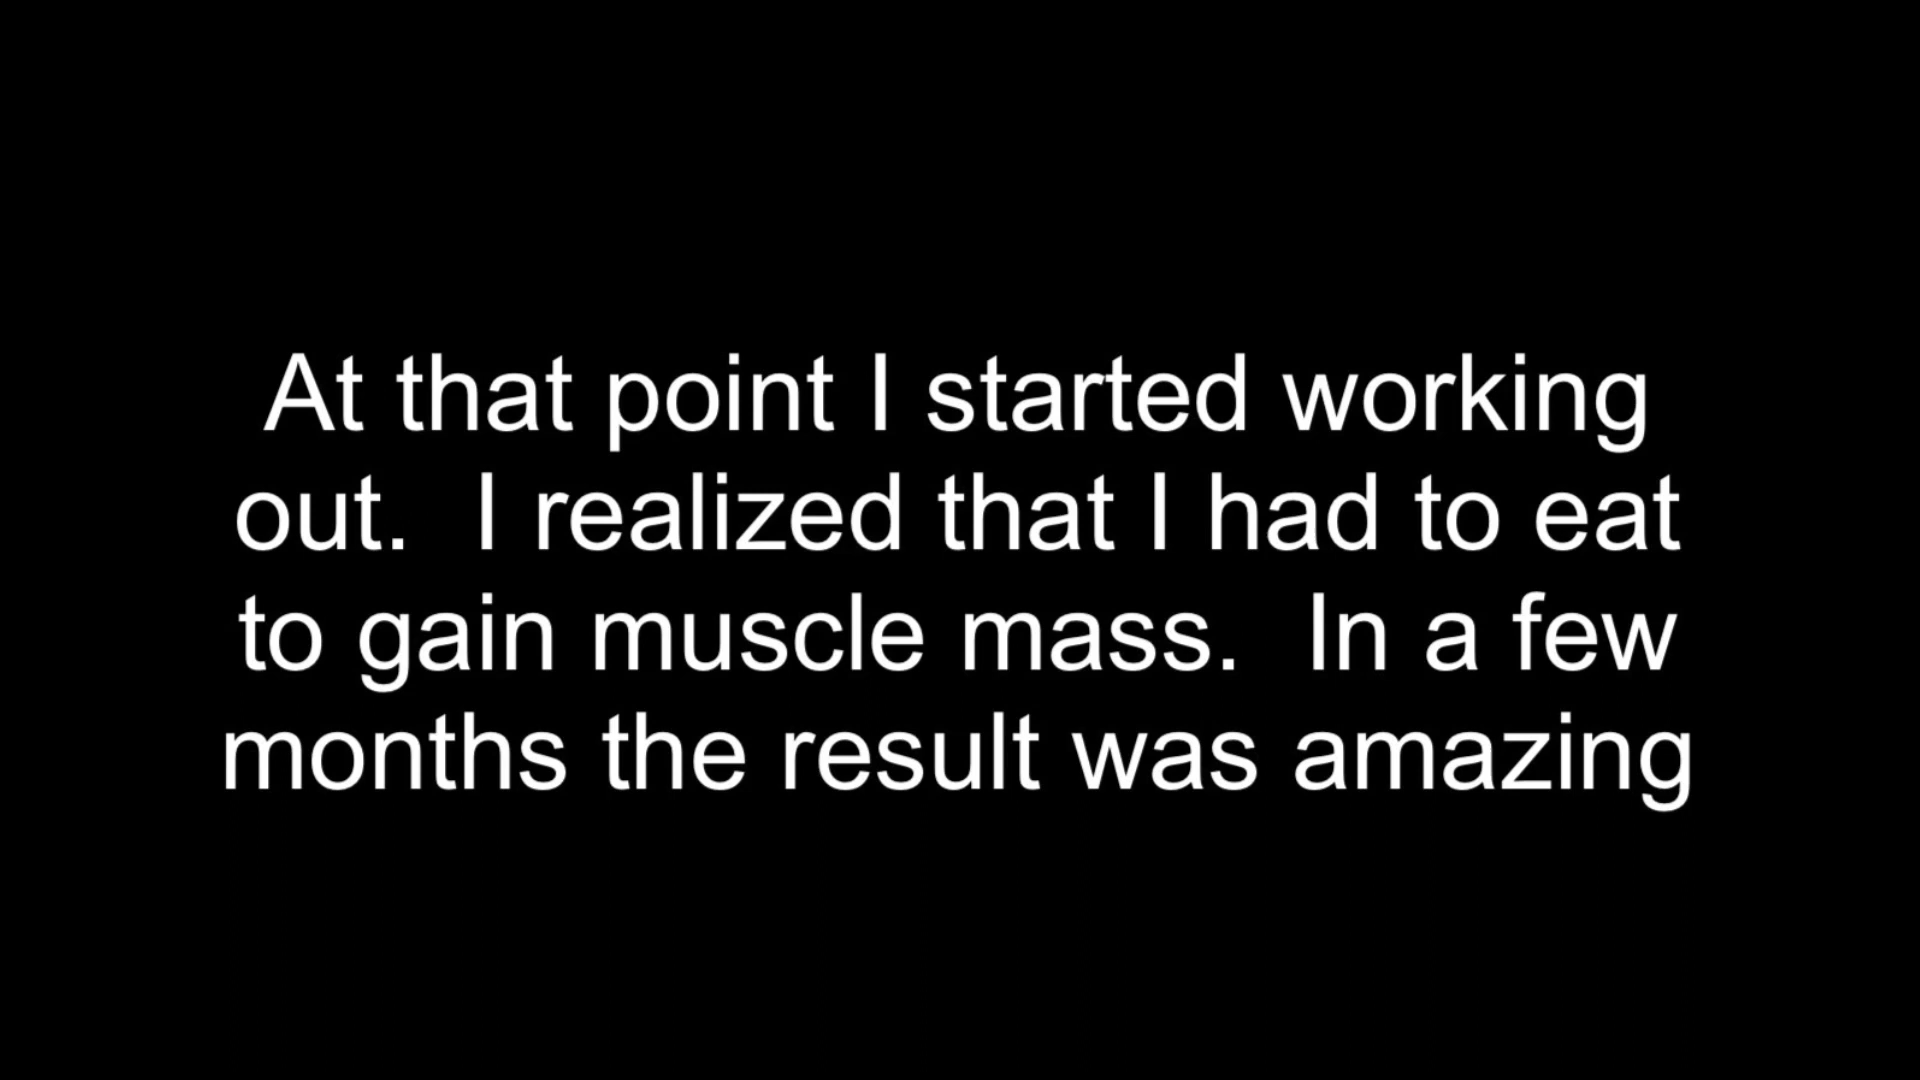 At that point I started working
out.  I realized that I had to eat
to gain muscle mass.  In a few
months the result was amazing